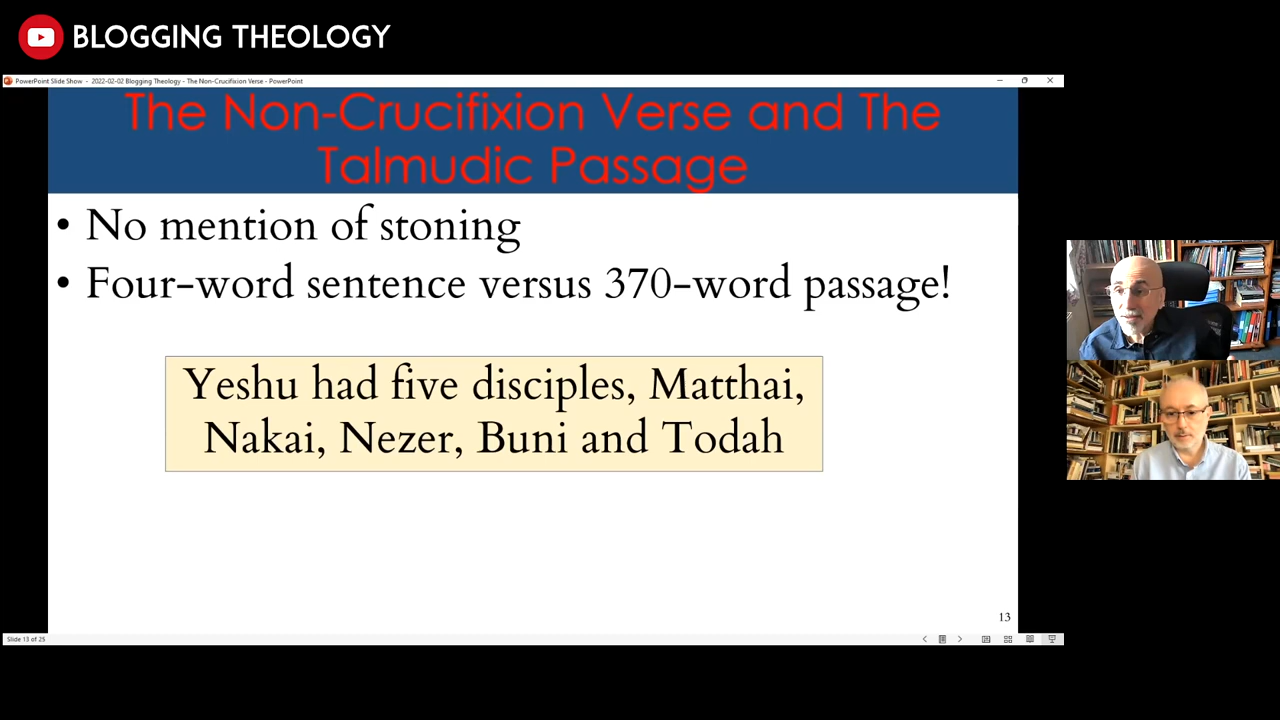 BLOGGING THEOLOGY
PowerPoint Slide Show - 2022-02-02 Blogging Theology - The Non-Crucifixion Verse - PowerPoint
The Non-Crucifixion Verse and The
Talmudic Passage
• No mention of stoning
• Four-word sentence versus 370-word passage!
Yeshu had five disciples, Matthai,
Nakai, Nezer, Buni and Todah
13
Slide 13 of 25